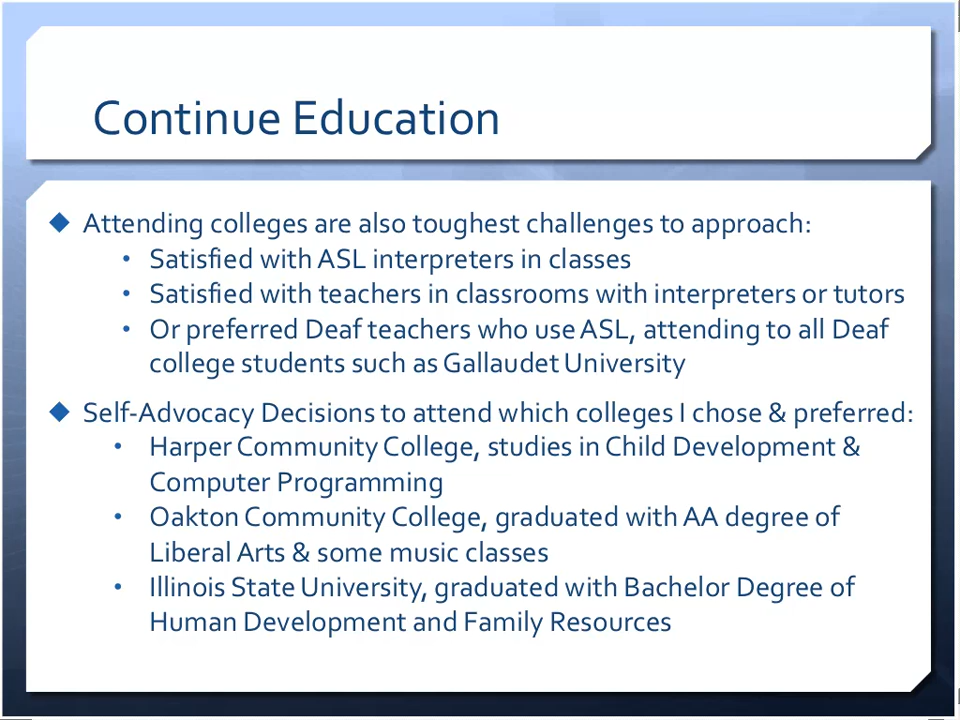 Continue Education
◆ Attending colleges are also toughest challenges to approach:
• Satisfied with ASL interpreters in classes
• Satisfied with teachers in classrooms with interpreters or tutors
• Or preferred Deaf teachers who use ASL, attending to all Deaf
college students such as Gallaudet University
◆ Self-Advocacy Decisions to attend which colleges I chose & preferred:
• Harper Community College, studies in Child Development &
Computer Programming
• Oakton Community College, graduated with AA degree of
Liberal Arts & some music classes
• Illinois State University, graduated with Bachelor Degree of
Human Development and Family Resources